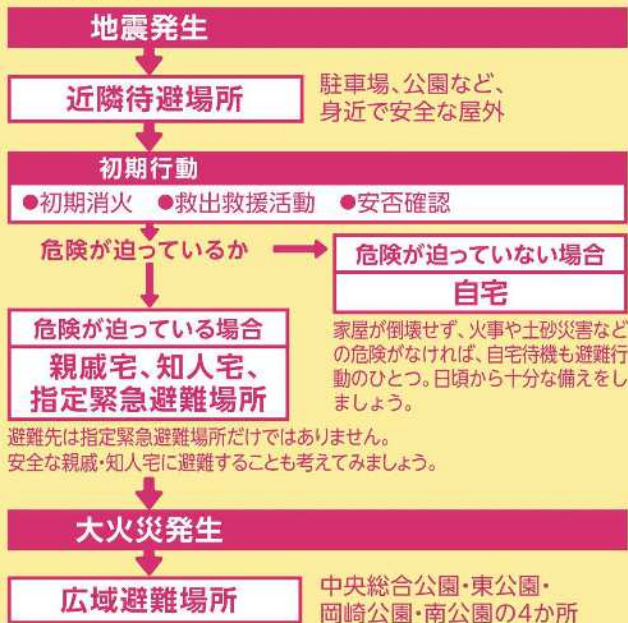 地震発生
近隣待避場所
駐車場、公園など、
身近で安全な屋外
初期行動
●初期消火 ●救出救援活動 ●安否確認
危険が迫っているか
危険が迫っていない場合
自宅
家屋が倒壊せず、火事や土砂災害など
の危険がなければ、自宅待機も避難行
動のひとつ。日頃から十分な備えをし
ましょう。
危険が迫っている場合
親戚宅、知人宅、
指定緊急避難場所
避難先は指定緊急避難場所だけではありません。
安全な親戚・知人宅に避難することも考えてみましょう。
大火災発生
広域避難場所
中央総合公園・東公園・
岡崎公園・南公園の4か所